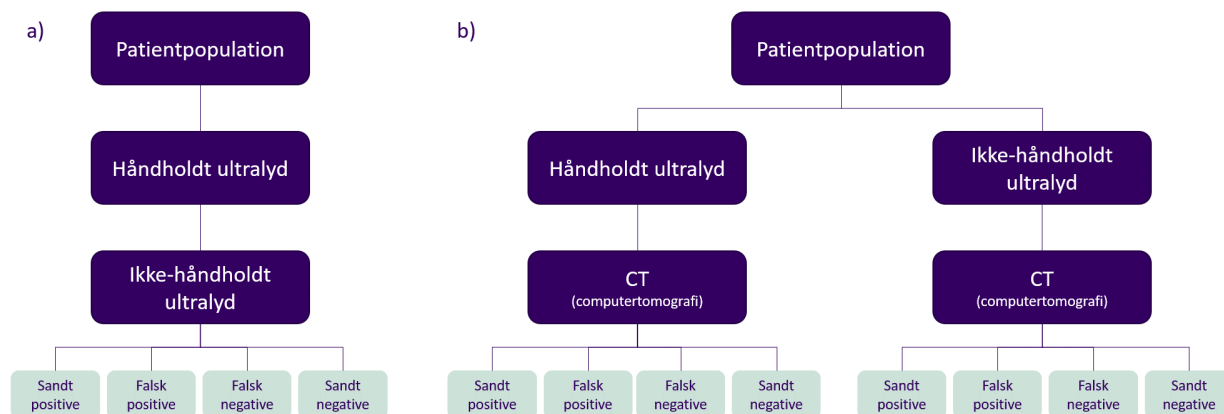 a)
Patientpopulation
Håndholdt ultralyd
Ikke-håndholdt
ultralyd
Sandt
positive
Falsk
positive
Falsk
negative
Sandt
negative
b)
Patientpopulation
Håndholdt ultralyd
Ikke-håndholdt
ultralyd
CT
(computertomografi)
CT
(computertomografi)
Sandt
positive
Falsk
positive
Falsk
negative
Sandt
negative
Sandt
positive
Falsk
positive
Falsk
negative
Sandt
negative